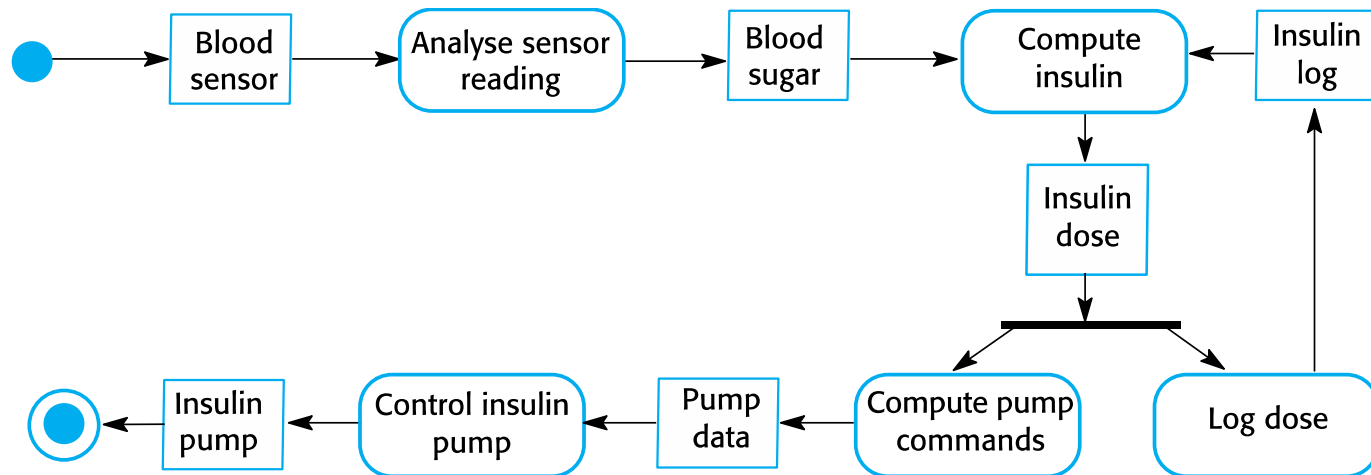 Blood
sensor
Analyse sensor
reading
Blood
sugar
Compute
insulin
Insulin
log
Insulin
dose
Insulin
pump
Control insulin
pump
Pump
data
Compute pump
commands
Log dose